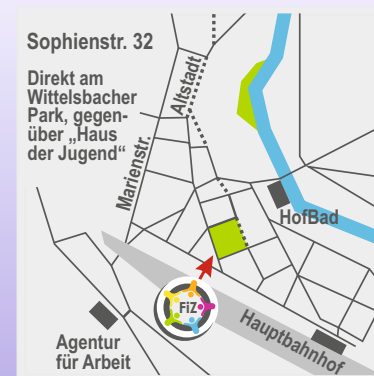 Sophienstr. 32
Direkt am
Wittelsbacher
Park, gegen-
über „Haus
der Jugend“
Altstadt
Marienstr.
HofBad
FiZ
Hauptbahnhof
Agentur
für Arbeit